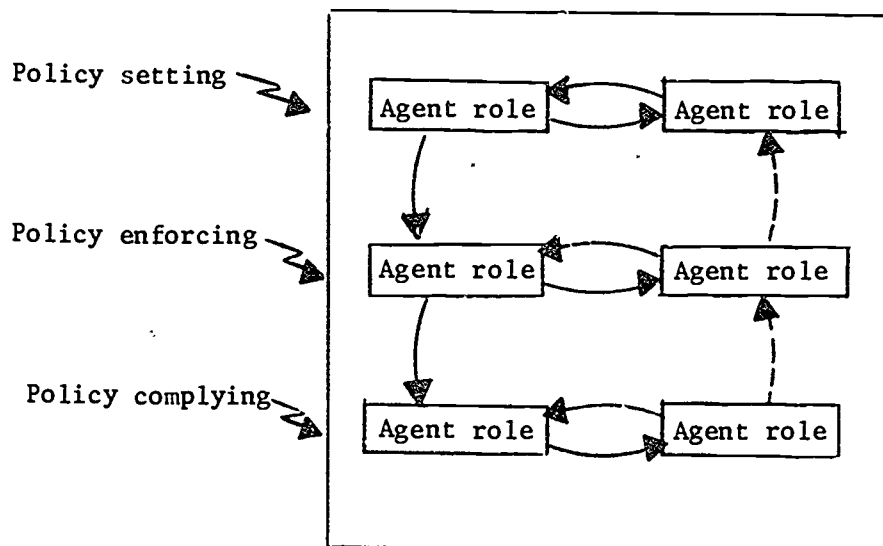 Policy setting
Agent role
Agent role
Policy enforcing
Agent role
Agent role
Policy complying
Agent role
Agent role